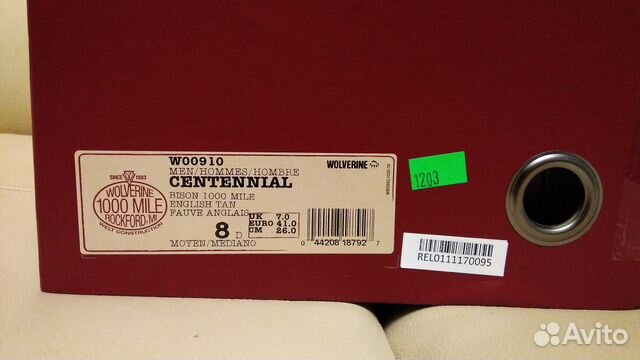 SINCE 1883
WOLVERINE
1000 MILE
ROCKFORD, MI
WELT CONSTRUCTION
W00910
MEN/HOMMES/HOMBRE
CENTENNIAL
BISON 1000 MILE
ENGLISH TAN
FAUVE ANGLAIS
8 D
MOYEN/MEDIANO
UK 7.0
EURO 41.0
CM 26.0
WOLVERINE
0 44208 18792 7
1203
REL0111170095
Avito